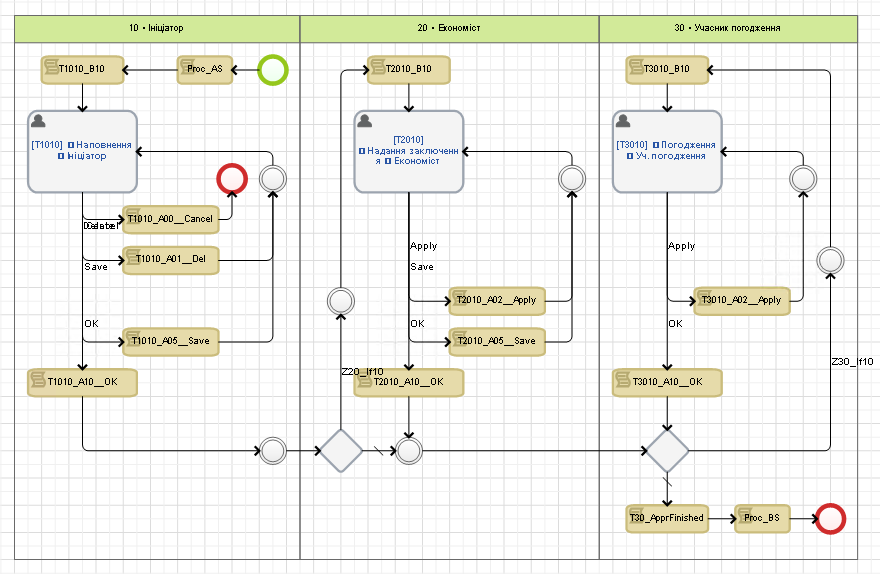 10 • Ініціатор
20 • Економіст
30 • Учасник погодження
T1010_B10
Proc_AS
T2010_B10
T3010_B10
[T1010] Наповнення
Ініціатор
[T2010]
Надання заключенн
я Економіст
[T3010] Погодження
Уч. погодження
T1010_A00__Cancel
T1010_A01__Del
Save
Apply
Save
Apply
T2010_A02__Apply
T3010_A02__Apply
OK
OK
OK
T1010_A05__Save
T2010_A05__Save
Z30_If10
Z20_If10
T1010_A10__OK
T2010_A10__OK
T3010_A10__OK
T30_ApprFinished
Proc_BS